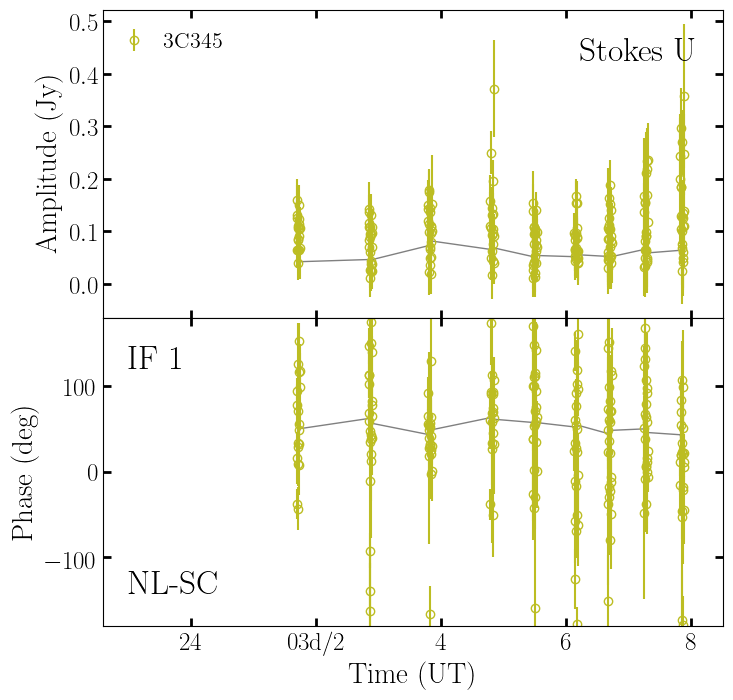 0.5
3C345
Stokes U
0.4
0.3
0.2
0.1
0.0
Amplitude (Jy)
IF 1
100
0
−100
Phase (deg)
NL-SC
24
03d/2
4
6
8
Time (UT)